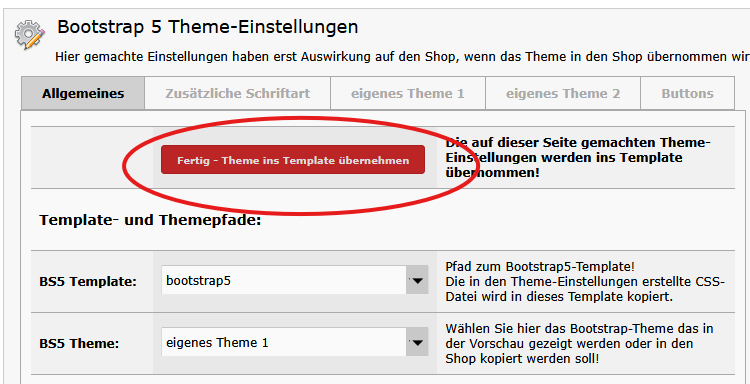 Bootstrap 5 Theme-Einstellungen
Hier gemachte Einstellungen haben erst Auswirkung auf den Shop, wenn das Theme in den Shop übernommen wir
Allgemeines Zusätzliche Schriftart eigenes Theme 1 eigenes Theme 2 Buttons
Fertig - Theme ins Template übernehmen
Die auf dieser Seite gemachten Theme-
Einstellungen werden ins Template
übernommen!
Template- und Themepfade:
BS5 Template:
bootstrap5
Pfad zum Bootstrap5-Template!
Die in den Theme-Einstellungen erstellte CSS-
Datei wird in dieses Template kopiert.
BS5 Theme:
eigenes Theme 1
Wählen Sie hier das Bootstrap-Theme das in
der Vorschau gezeigt werden oder in den
Shop kopiert werden soll!